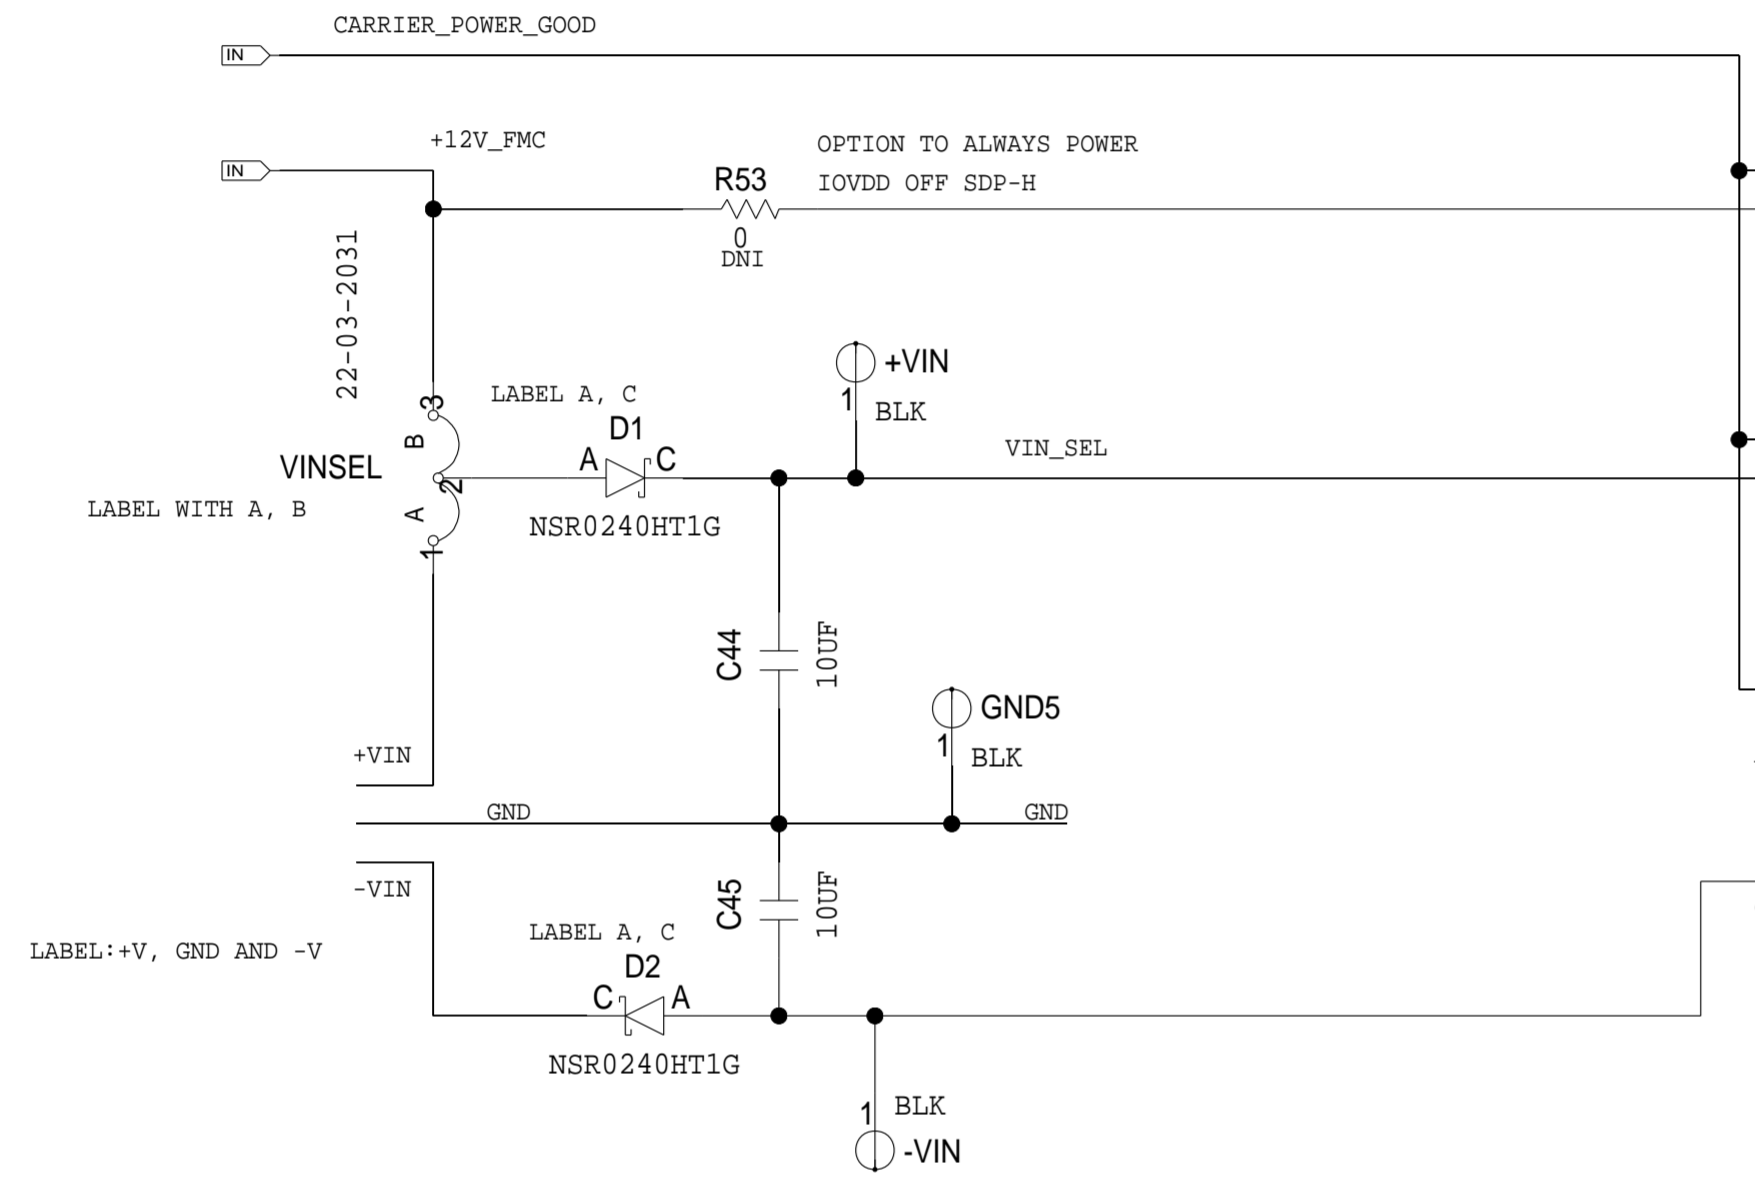 CARRIER_POWER_GOOD
IN
+12V_FMC
IN
OPTION TO ALWAYS POWER
IOVDD OFF SDP-H
R53
0
DNI
22-03-2031
+VIN
1
BLK
LABEL A, C
D1
A
C
NSR0240HT1G
VIN_SEL
3
B
VINSEL
2
LABEL WITH A, B
A
1
C44
10UF
GND5
1
BLK
+VIN
GND
GND
-VIN
C45
10UF
LABEL:+V, GND AND -V
LABEL A, C
D2
C
A
NSR0240HT1G
1
BLK
-VIN